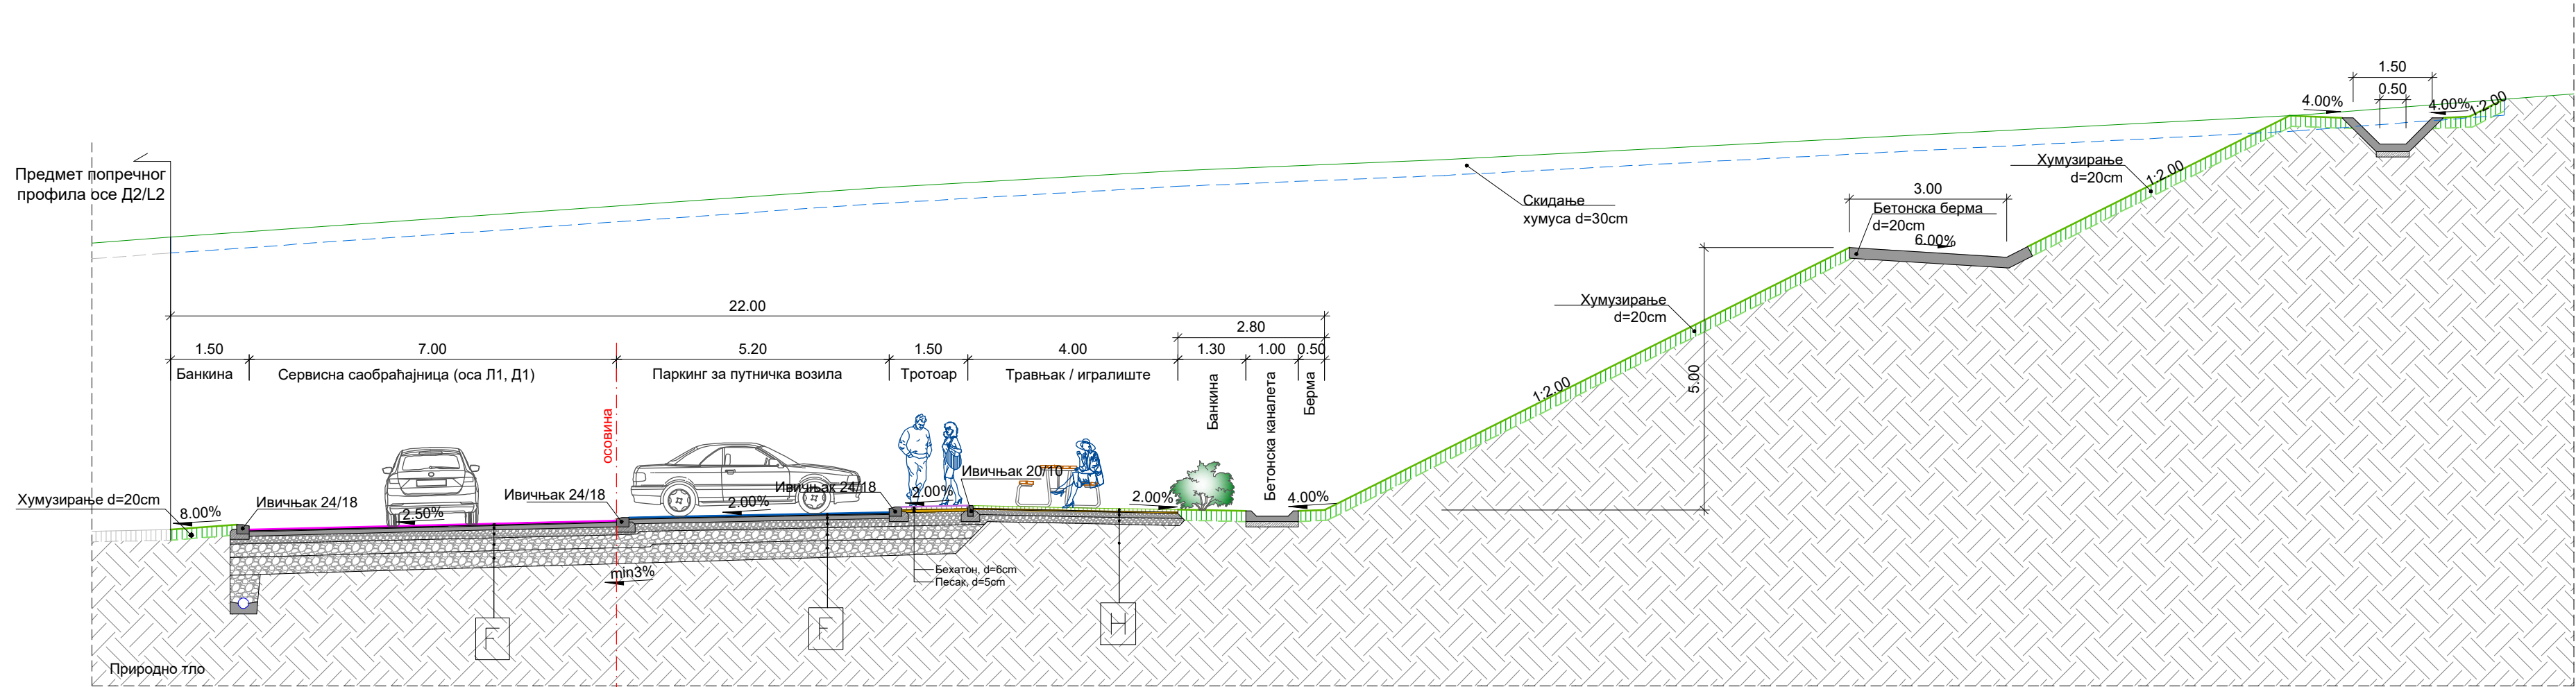 1.50
0.50
4.00%
4.00%
1:2.00
Предмет попречног
профила осе Д2/L2
Хумузирање
d=20cm
1:2.00
Скидање
хумуса d=30cm
3.00
Бетонска берма
d=20cm
6.00%
22.00
2.80
Хумузирање
d=20cm
1.50
7.00
5.20
1.50
4.00
1.30
1.00
0.50
Банкина
Сервисна саобраћајница (оса Л1, Д1)
Паркинг за путничка возила
Тротоар
Травњак / игралиште
Банкина
Бетонска каналета
Берма
1:2.00
5.00
осовина
Хумузирање d=20cm
8.00%
Ивичњак 24/18
2.50%
Ивичњак 24/18
2.00%
Ивичњак 24/18
2.00%
Ивичњак 20/10
2.00%
4.00%
min3%
Бехатон, d=6cm
Песак, d=5cm
F
F
H
Природно тло